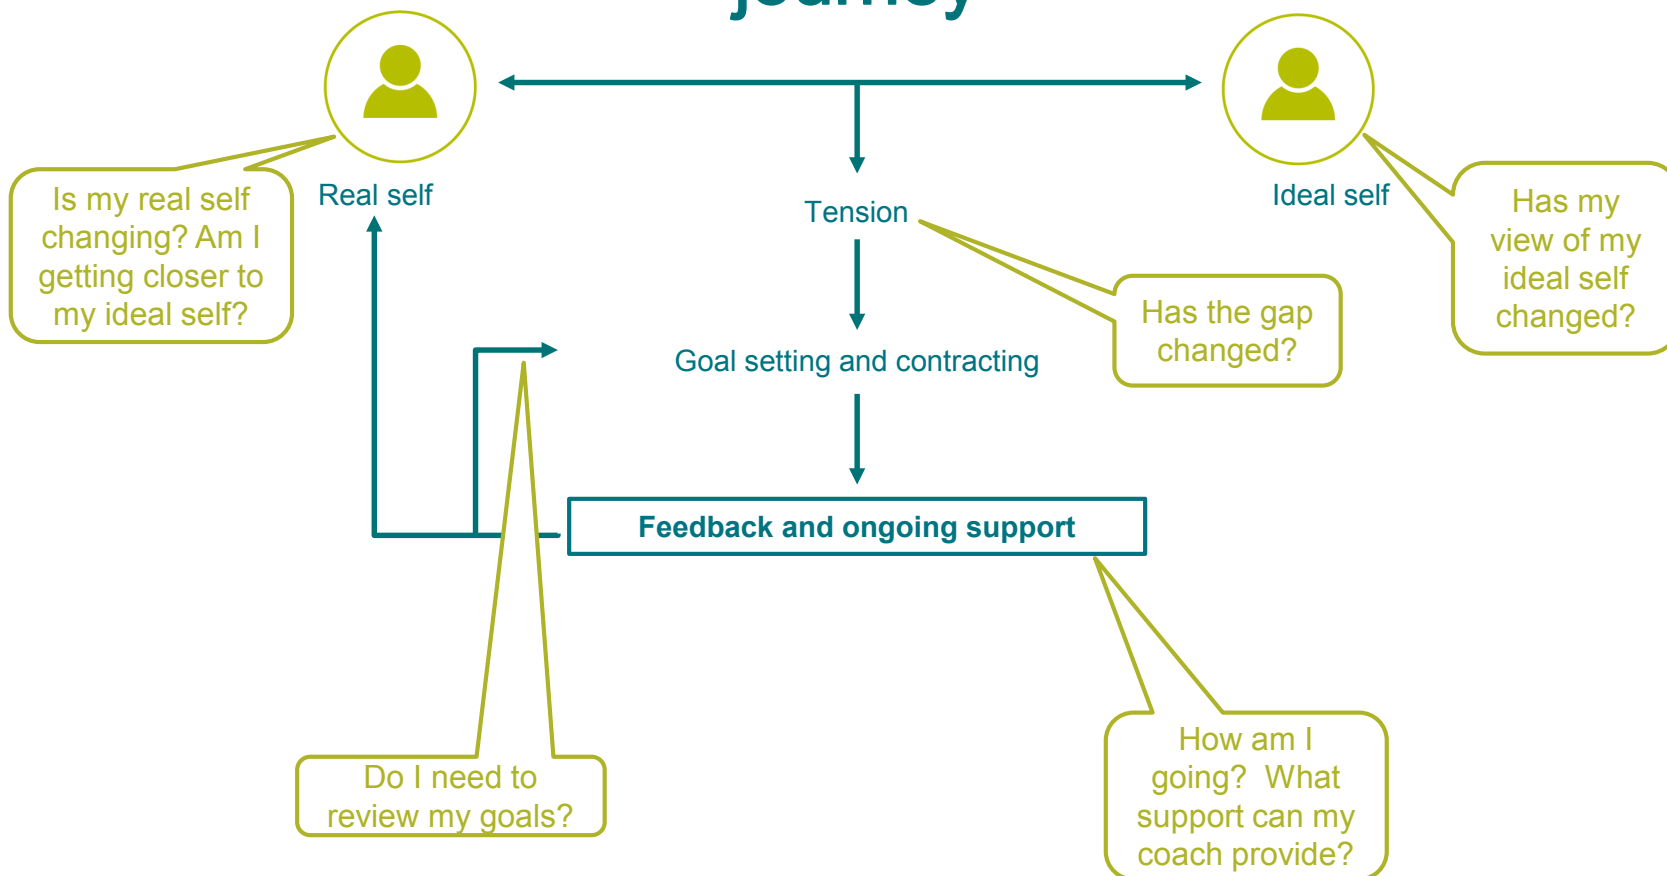 journey
Real self
Ideal self
Is my real self
changing? Am I
getting closer to
my ideal self?
Tension
Has my
view of my
ideal self
changed?
Has the gap
changed?
Goal setting and contracting
Feedback and ongoing support
Do I need to
review my goals?
How am I
going?  What
support can my
coach provide?